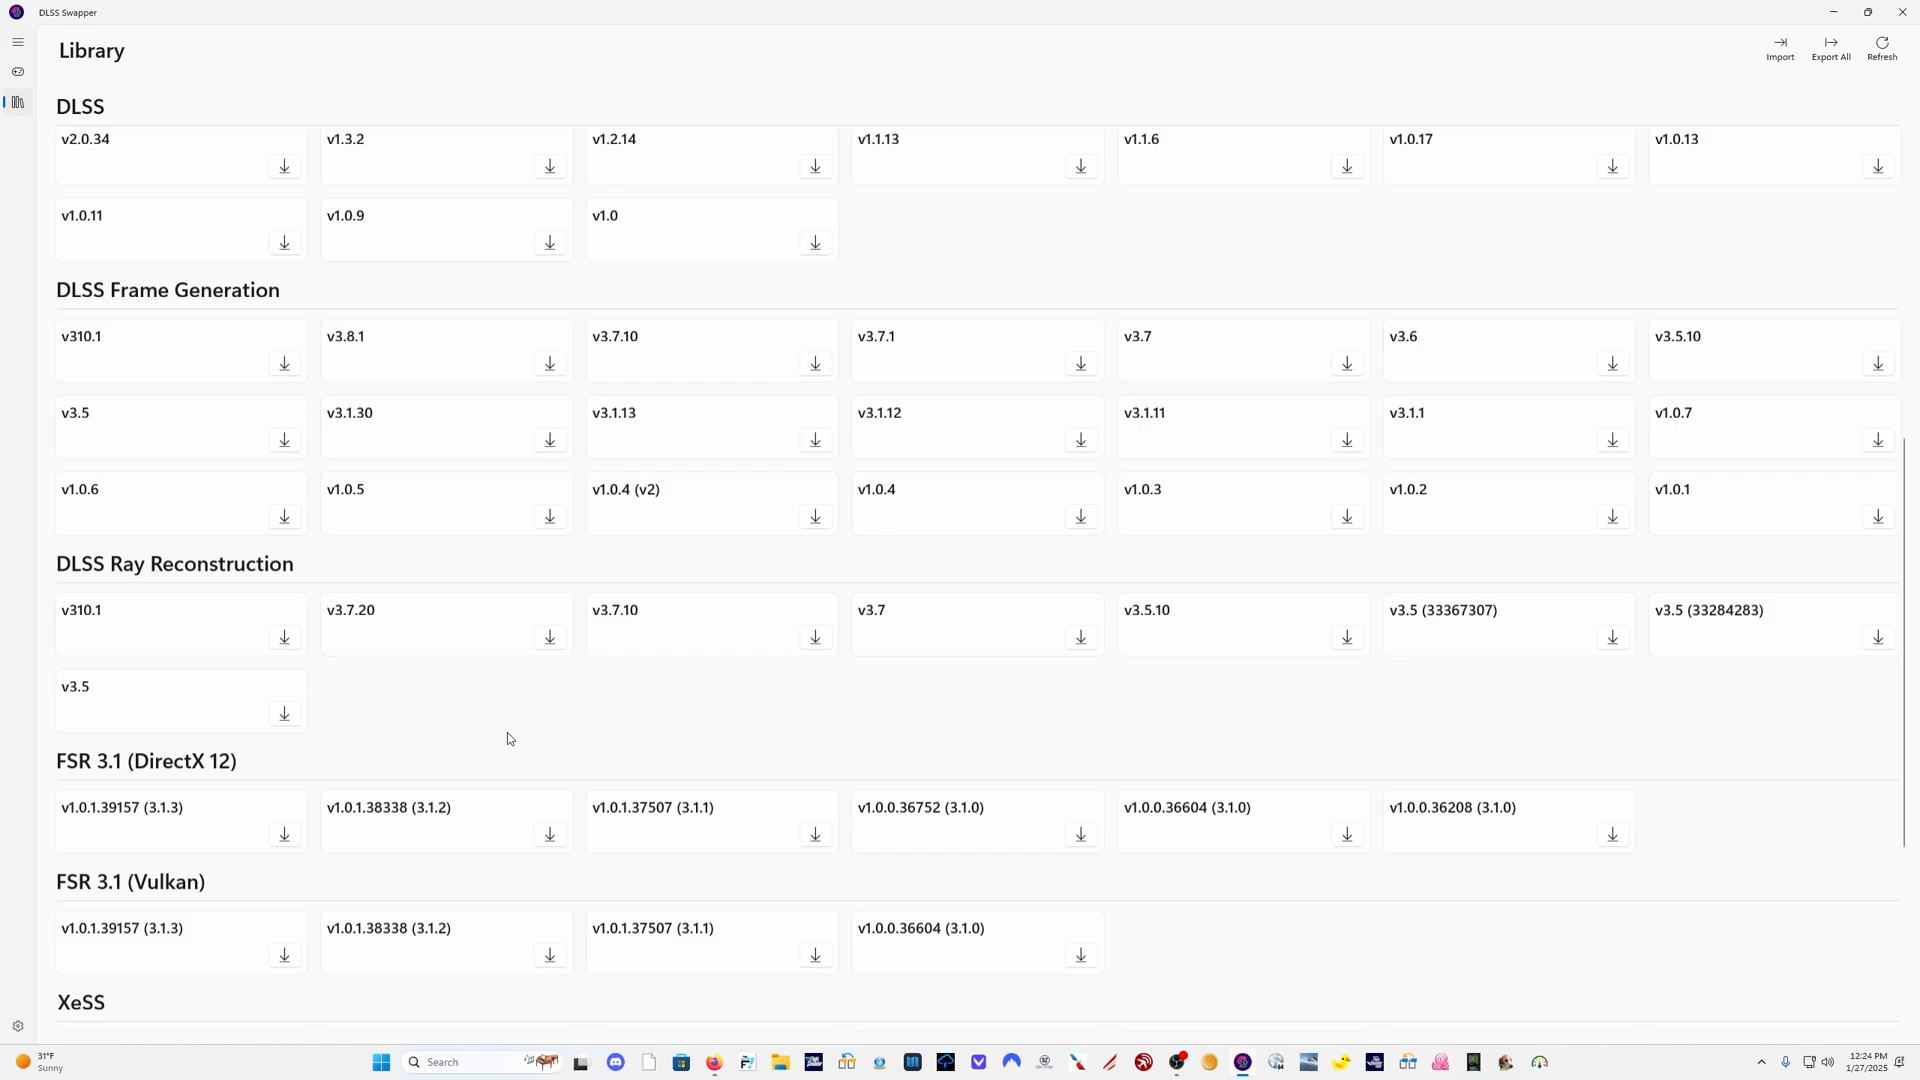 DLSS Swapper
Library
Import
Export All
Refresh
DLSS
v2.0.34
v1.3.2
v1.2.14
v1.1.13
v1.1.6
v1.0.17
v1.0.13
v1.0.11
v1.0.9
v1.0
DLSS Frame Generation
v310.1
v3.8.1
v3.7.10
v3.7.1
v3.7
v3.6
v3.5.10
v3.5
v3.1.30
v3.1.13
v3.1.12
v3.1.11
v3.1.1
v1.0.7
v1.0.6
v1.0.5
v1.0.4 (v2)
v1.0.4
v1.0.3
v1.0.2
v1.0.1
DLSS Ray Reconstruction
v310.1
v3.7.20
v3.7.10
v3.7
v3.5.10
v3.5 (33367307)
v3.5 (33284283)
v3.5
FSR 3.1 (DirectX 12)
v1.0.1.39157 (3.1.3)
v1.0.1.38338 (3.1.2)
v1.0.1.37507 (3.1.1)
v1.0.0.36752 (3.1.0)
v1.0.0.36604 (3.1.0)
v1.0.0.36208 (3.1.0)
FSR 3.1 (Vulkan)
v1.0.1.39157 (3.1.3)
v1.0.1.38338 (3.1.2)
v1.0.1.37507 (3.1.1)
v1.0.0.36604 (3.1.0)
XeSS
31°F
Sunny
Search
12:24 PM
1/27/2025